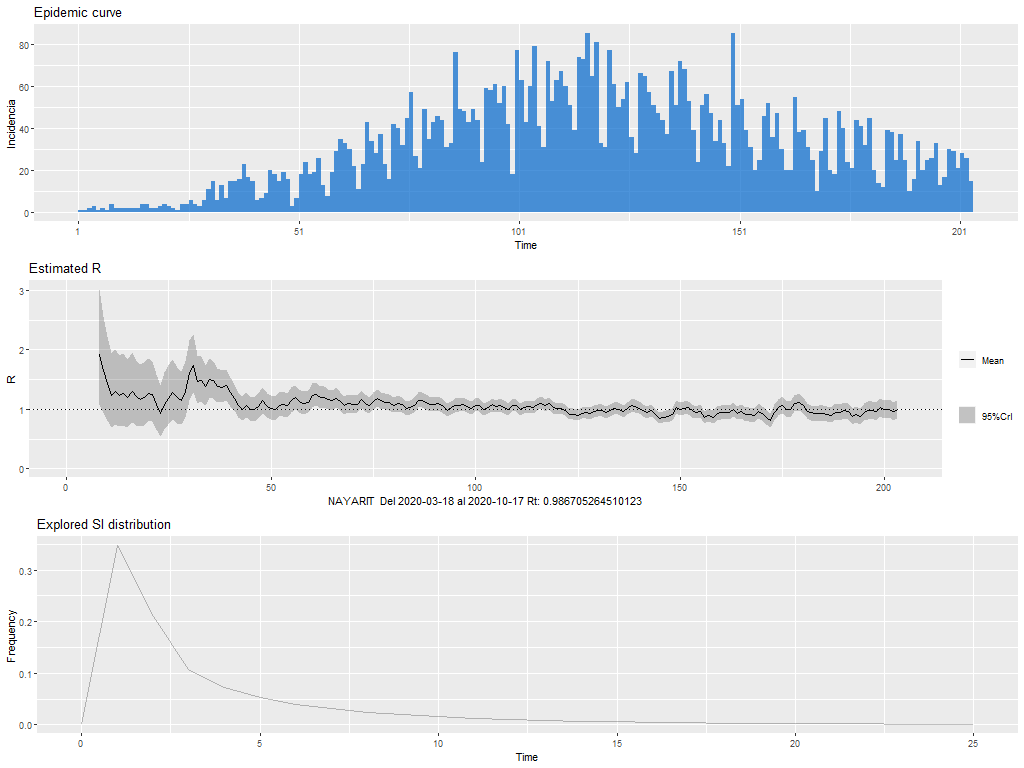 Epidemic curve
80
60
40
20
0
Incidencia
1 51 101 151 201
Time
Estimated R
3
2
1
0
R
Mean
95%CrI
0 50 100 150 200
NAYARIT Del 2020-03-18 al 2020-10-17 Rt: 0.986705264510123
Explored SI distribution
0.3
0.2
0.1
0.0
Frequency
0 5 10 15 20 25
Time